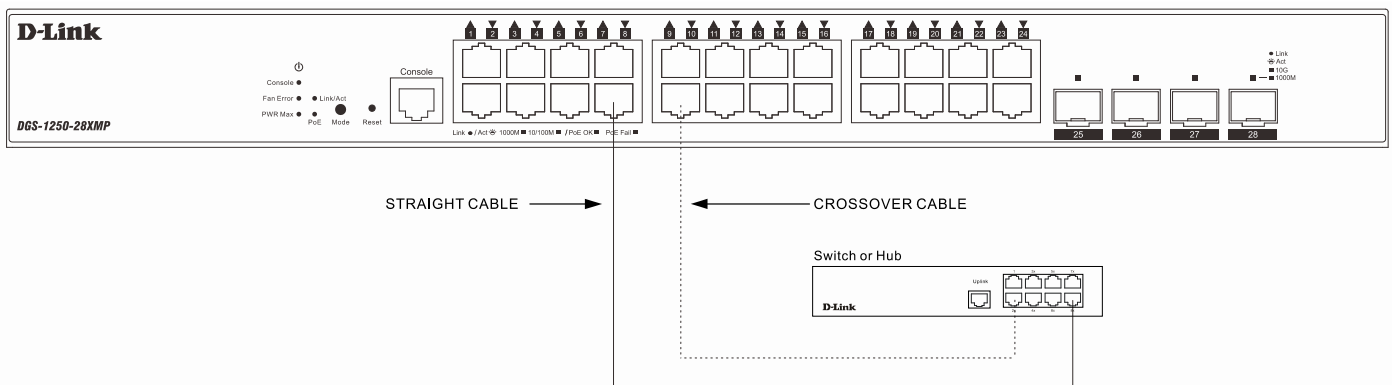 D-Link
1 2 3 4 5 6 7 8 9 10 11 12 13 14 15 16 17 18 19 20 21 22 23 24
Console
Console
Fan Error
Link/Act
PWR Max
PoE
Mode
Reset
DGS-1250-28XMP
Link / Act 1000M 10/100M / PoE OK PoE Fail
Link
Act
10G
1000M
25 26 27 28
STRAIGHT CABLE
CROSSOVER CABLE
Switch or Hub
Uplink
D-Link